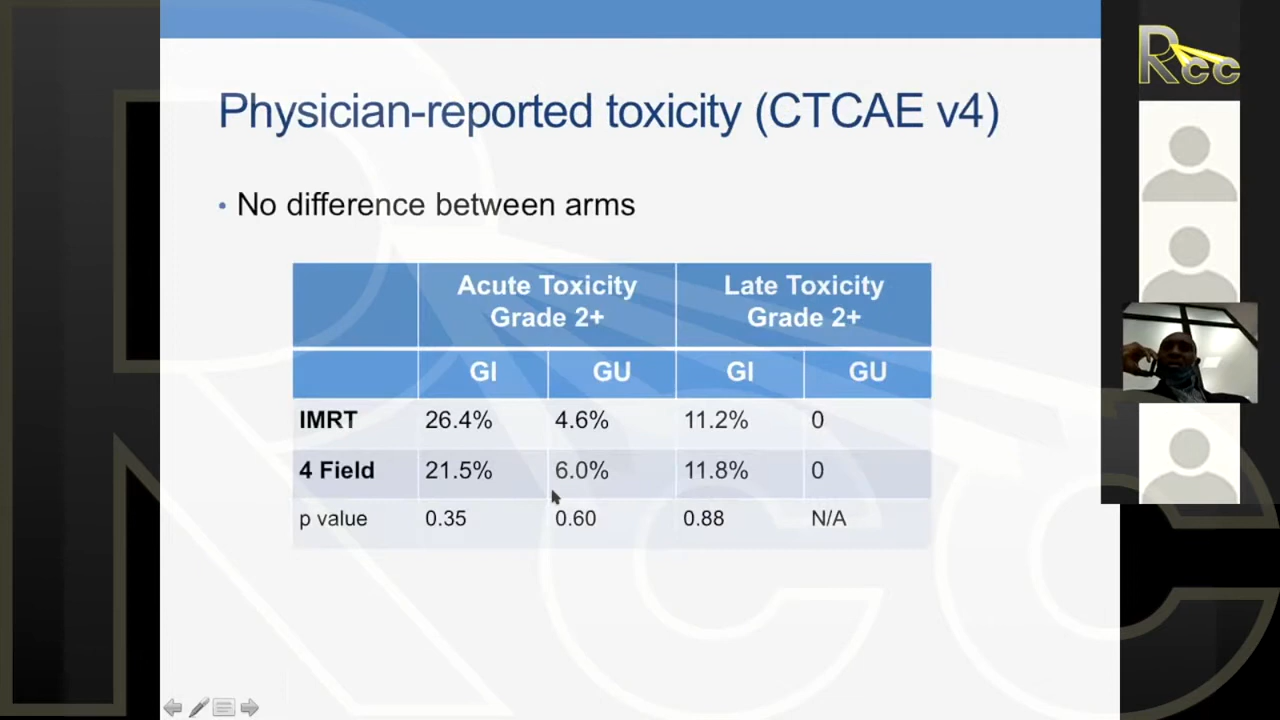 Physician-reported toxicity (CTCAE v4)
• No difference between arms
Acute Toxicity Grade 2+ Late Toxicity Grade 2+
GI GU GI GU
IMRT 26.4% 4.6% 11.2% 0
4 Field 21.5% 6.0% 11.8% 0
p value 0.35 0.60 0.88 N/A
Rcc